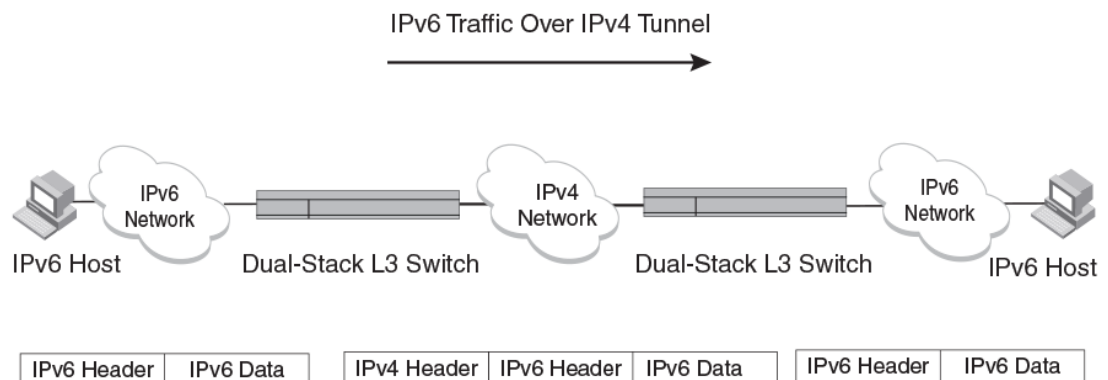 IPv6 Traffic Over IPv4 Tunnel
IPv6
Network
IPv4
Network
IPv6
Network
IPv6 Host
Dual-Stack L3 Switch
Dual-Stack L3 Switch
IPv6 Host
IPv6 Header
IPv6 Data
IPv4 Header
IPv6 Header
IPv6 Data
IPv6 Header
IPv6 Data